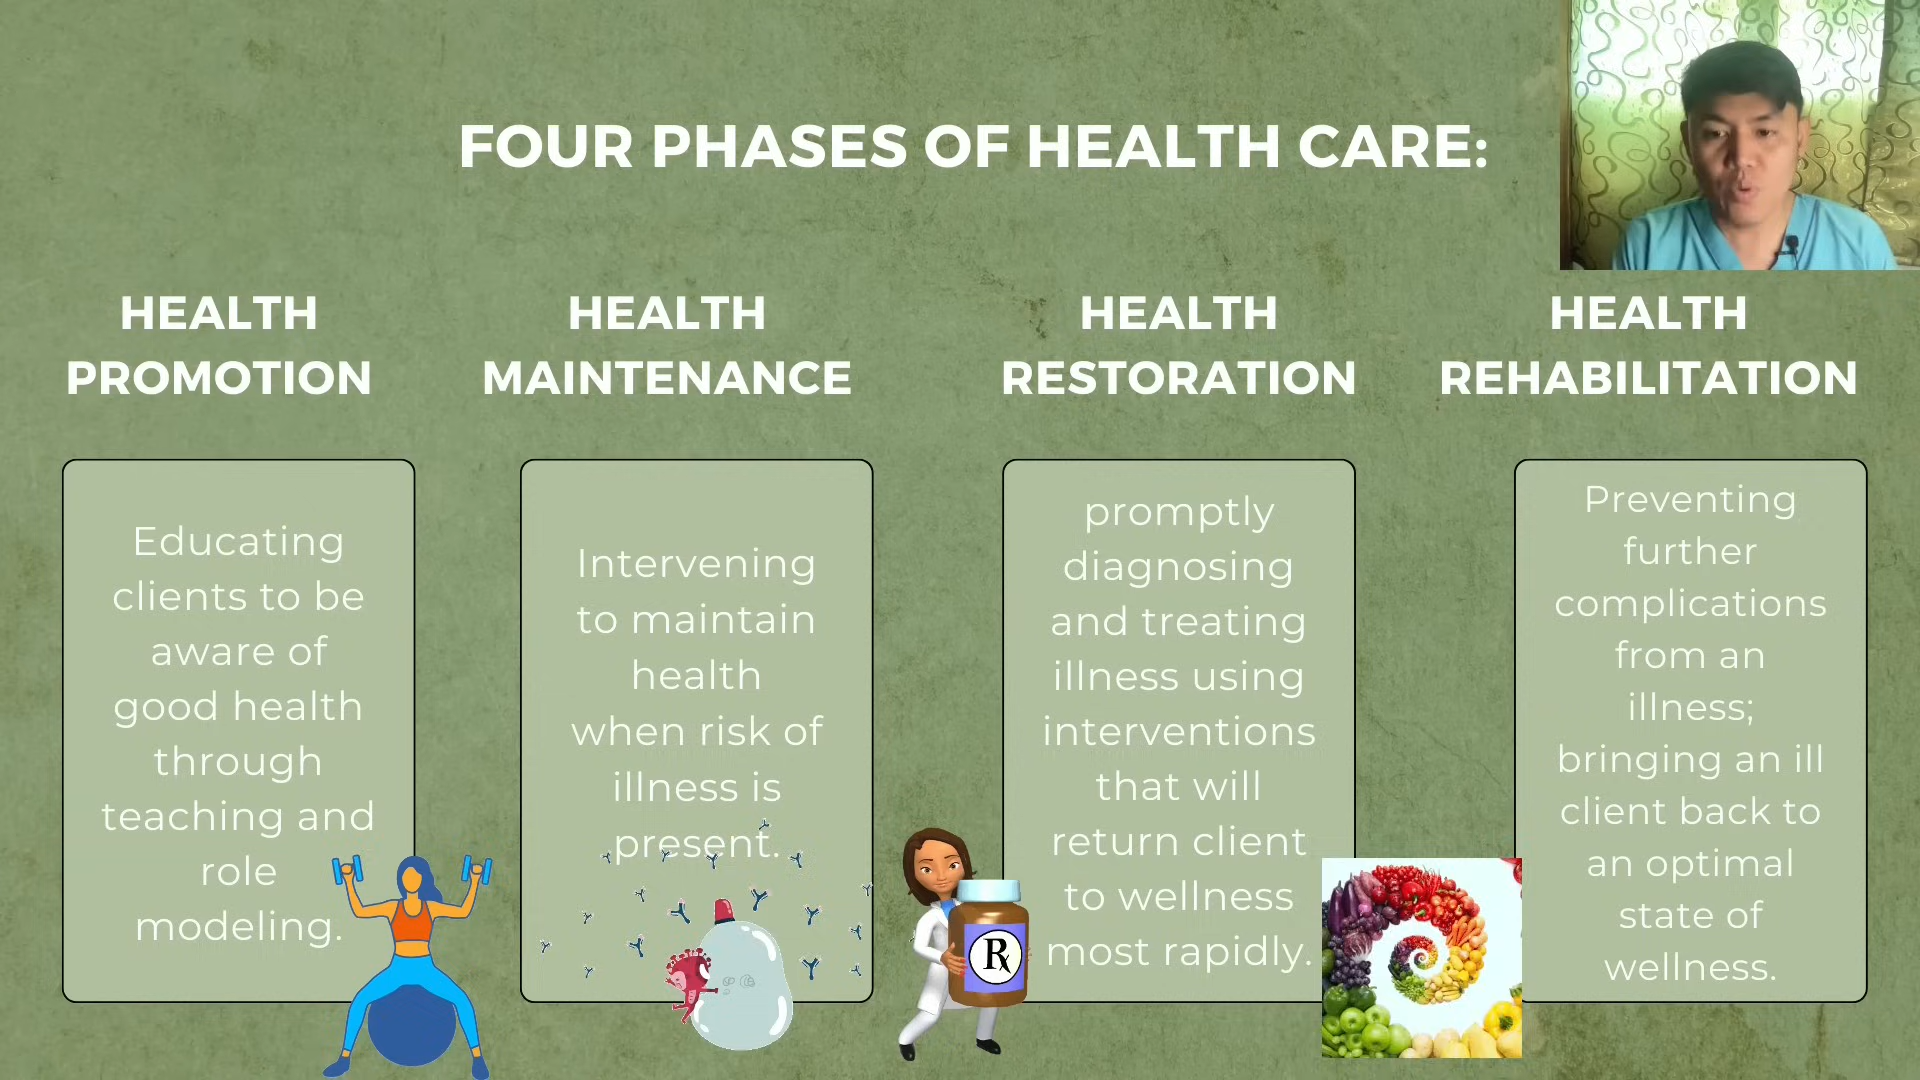 FOUR PHASES OF HEALTH CARE:
HEALTH
PROMOTION
Educating
clients to be
aware of
good health
through
teaching and
role
modeling.
HEALTH
MAINTENANCE
Intervening
to maintain
health
when risk of
illness is
present.
HEALTH
RESTORATION
promptly
diagnosing
and treating
illness using
interventions
that will
return client
to wellness
most rapidly.
HEALTH
REHABILITATION
Preventing
further
complications
from an
illness;
bringing an ill
client back to
an optimal
state of
wellness.
Rx